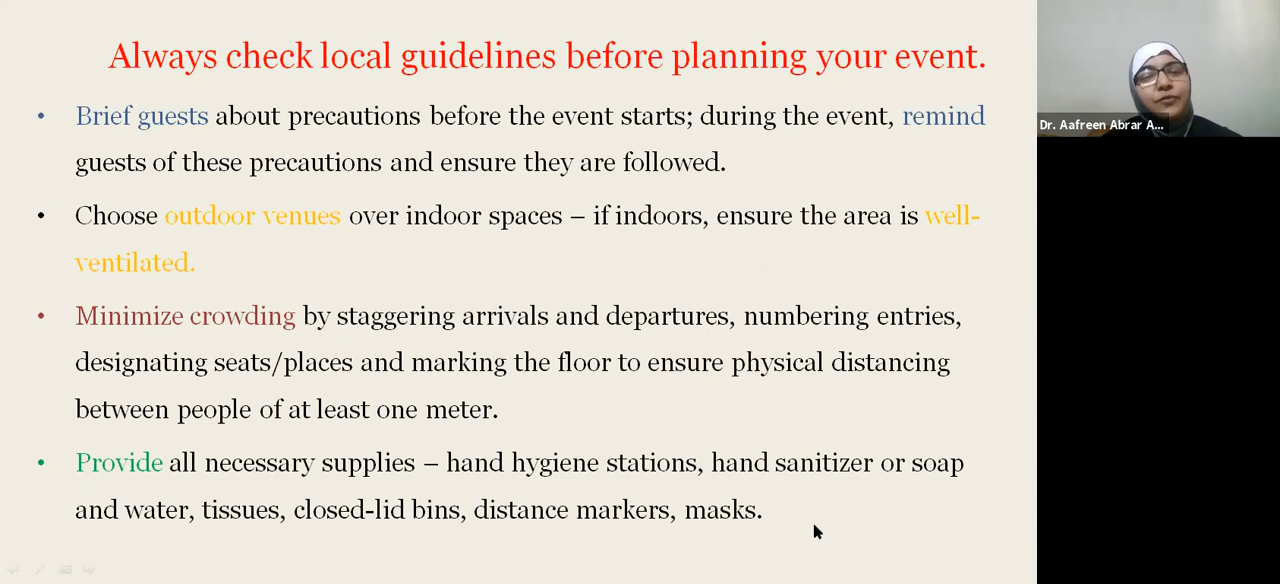 Always check local guidelines before planning your event.
• Brief guests about precautions before the event starts; during the event, remind
guests of these precautions and ensure they are followed.
• Choose outdoor venues over indoor spaces – if indoors, ensure the area is well-
ventilated.
• Minimize crowding by staggering arrivals and departures, numbering entries,
designating seats/places and marking the floor to ensure physical distancing
between people of at least one meter.
• Provide all necessary supplies – hand hygiene stations, hand sanitizer or soap
and water, tissues, closed-lid bins, distance markers, masks.
Dr. Aafreen Abrar A...